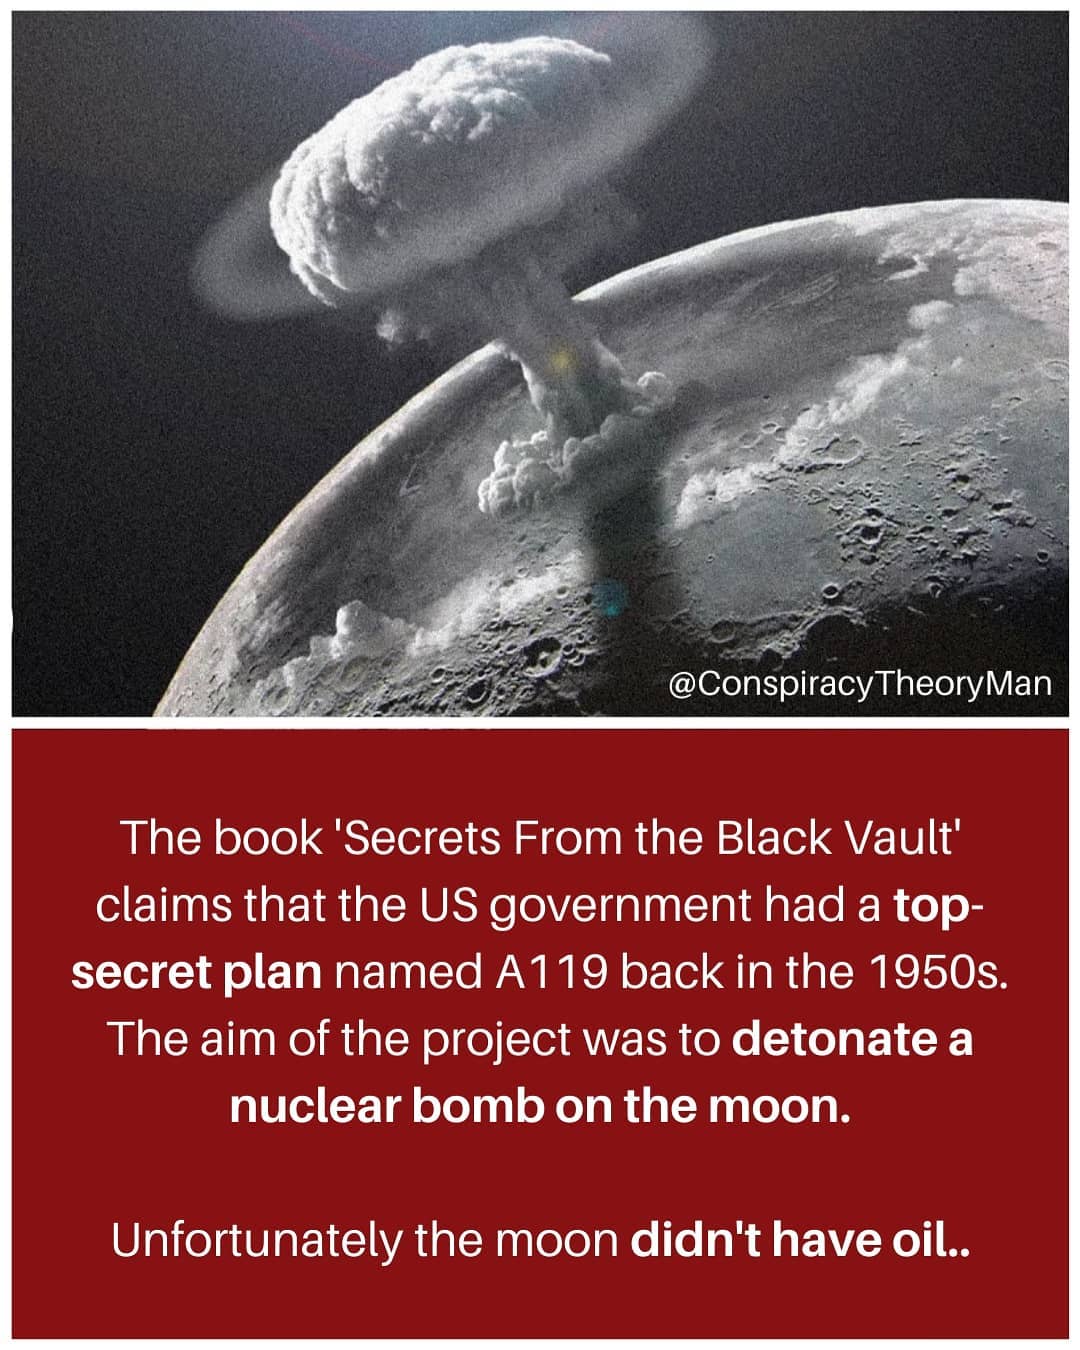 @ConspiracyTheoryMan
The book 'Secrets From the Black Vault'
claims that the US government had a top-
secret plan named A119 back in the 1950s.
The aim of the project was to detonate a
nuclear bomb on the moon.
Unfortunately the moon didn't have oil..